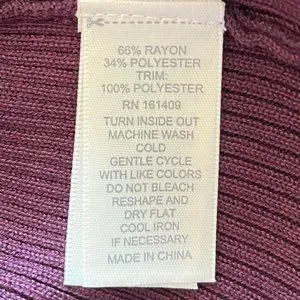 66% RAYON
34% POLYESTER
TRIM:
100% POLYESTER
RN 161409
TURN INSIDE OUT
MACHINE WASH
COLD
GENTLE CYCLE
WITH LIKE COLORS
DO NOT BLEACH
RESHAPE AND
DRY FLAT
COOL IRON
IF NECESSARY
MADE IN CHINA